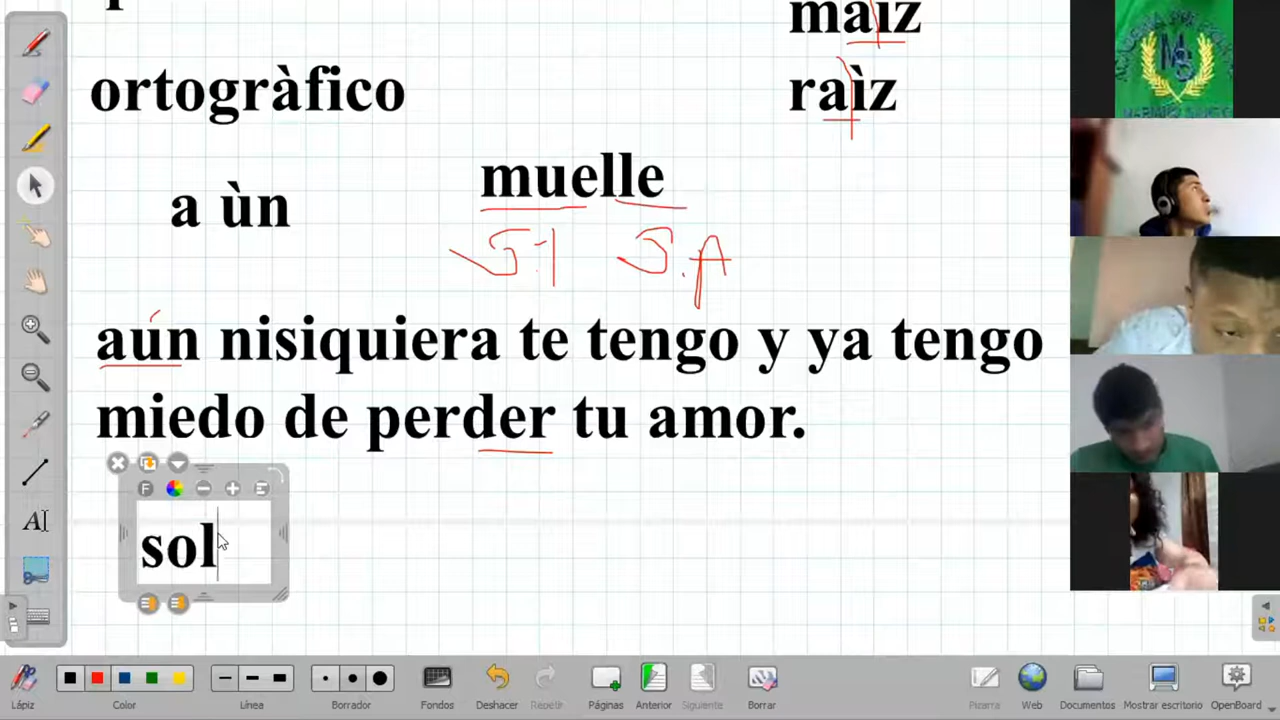 maìz
ortogràfico
raìz
muelle
a ùn
S.I S.A
aún nisiquiera te tengo y ya tengo
miedo de perder tu amor.
F
sol
A
Lápiz Color Línea Borrador Fondos Deshacer Repetir Páginas Anterior Siguiente Borrar Pizarra Web Documentos Mostrar escritorio OpenBoard
MS